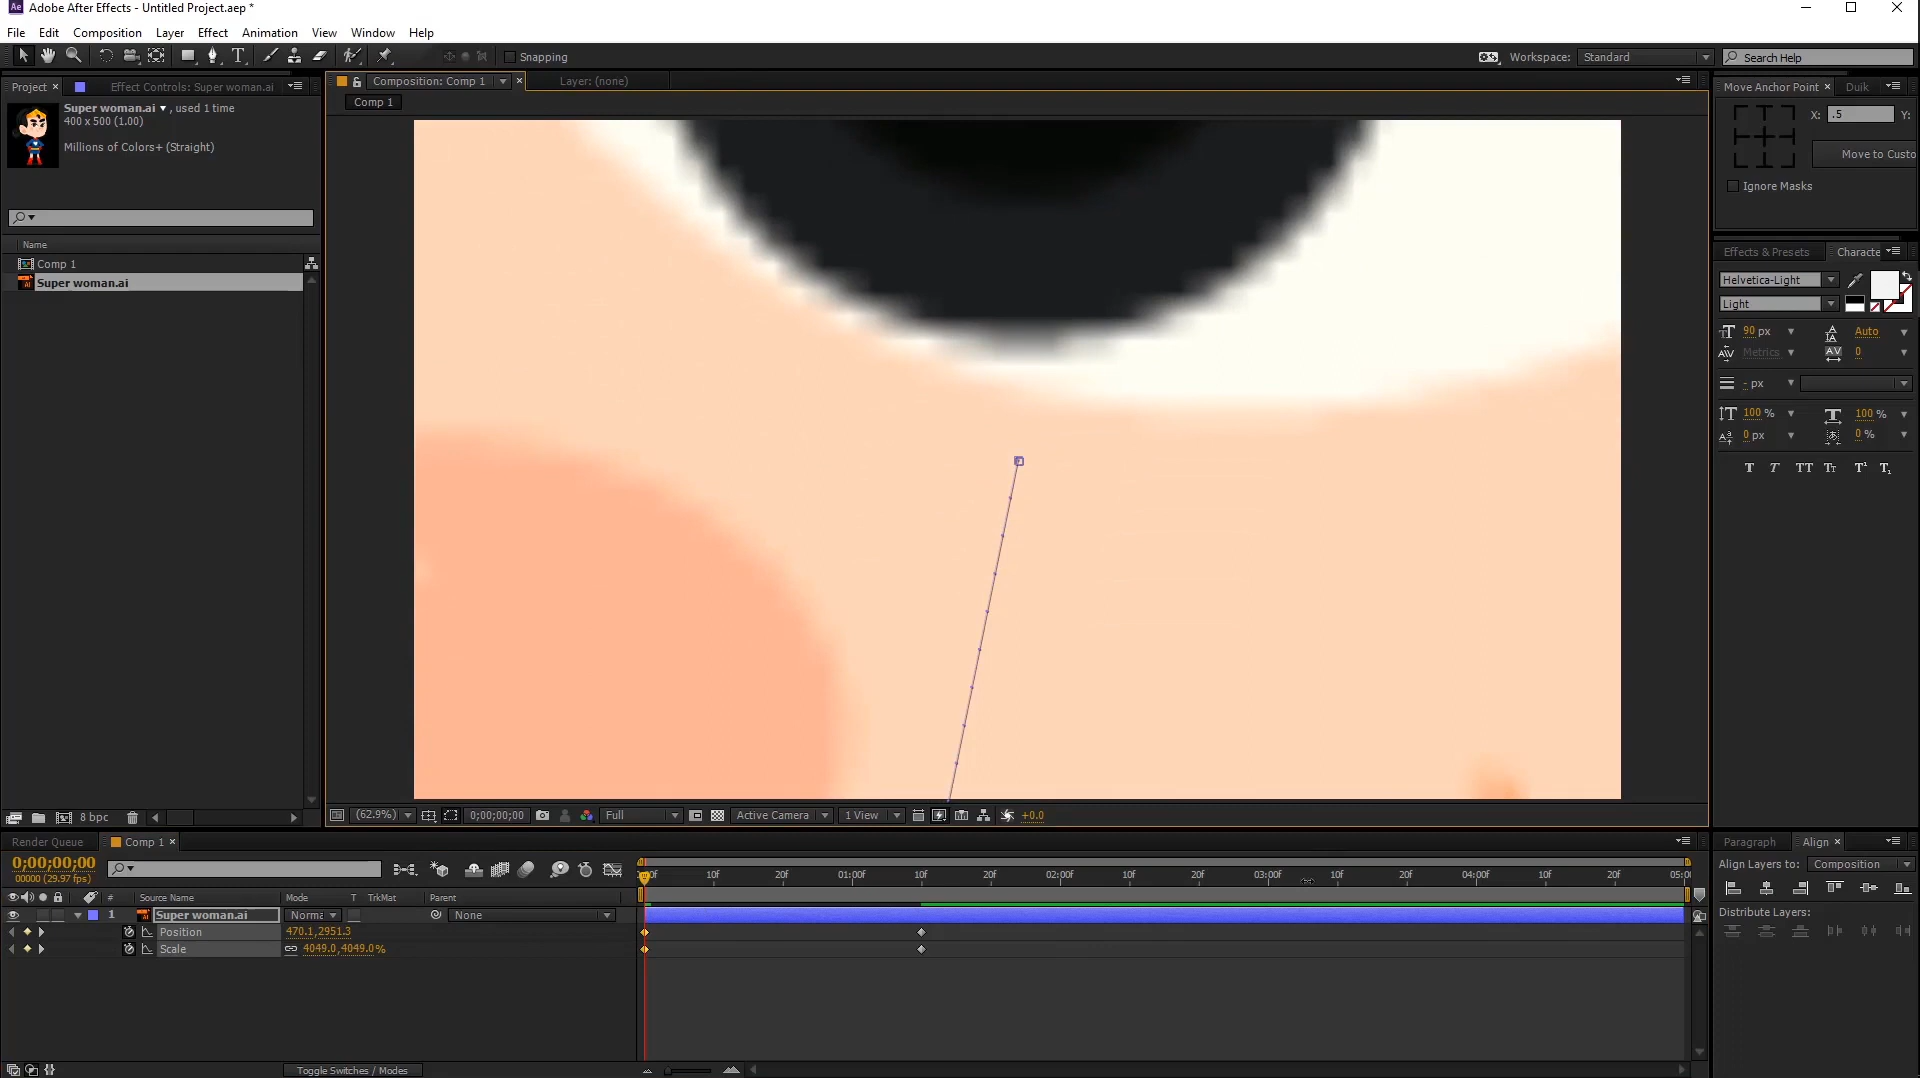 Adobe After Effects - Untitled Project.aep *
File Edit Composition Layer Effect Animation View Window Help
Snapping
Workspace: Standard
Search Help
Project
Effect Controls: Super woman.ai
Composition: Comp 1
Layer: (none)
Move Anchor Point
Duik
Super woman.ai , used 1 time
400 x 500 (1.00)
Millions of Colors+ (Straight)
Comp 1
X: .5 Y:
Move to Custo
Ignore Masks
Name
Comp 1
Super woman.ai
Effects & Presets
Characte
Helvetica-Light
Light
90 px
Auto
Metrics
0
- px
100 %
100 %
0 px
0 %
T T TT Tr T¹ T₁
8 bpc
(62.9%)
0;00;00;00
Full
Active Camera
1 View
+0.0
Render Queue
Comp 1
Paragraph
Align
0;00;00;00
00000 (29.97 fps)
Align Layers to: Composition
10f 20f 01:00f 10f 20f 02:00f 10f 20f 03:00f 10f 20f 04:00f 10f 20f 05:0
# Source Name Mode T TrkMat Parent
1 Super woman.ai Norma None
Distribute Layers:
Position 470.1,2951.3
Scale 4049.0,4049.0%
Toggle Switches / Modes